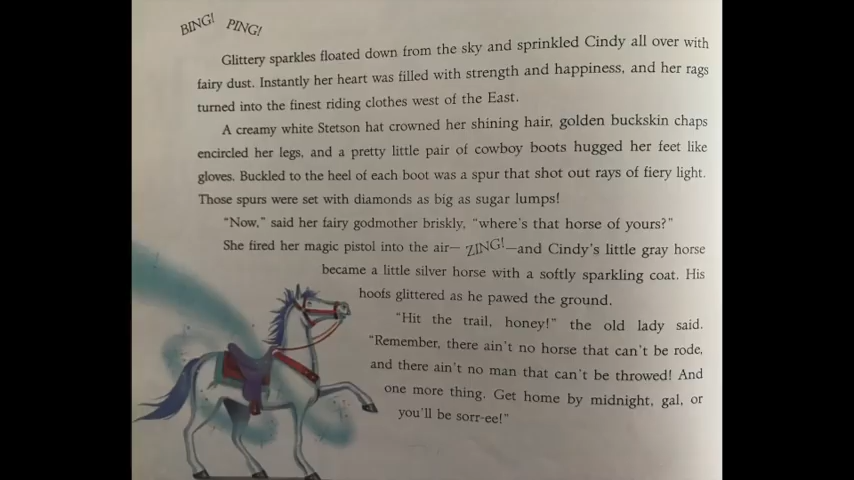 BING! PING!
Glittery sparkles floated down from the sky and sprinkled Cindy all over with
fairy dust. Instantly her heart was filled with strength and happiness, and her rags
turned into the finest riding clothes west of the East.
A creamy white Stetson hat crowned her shining hair, golden buckskin chaps
encircled her legs, and a pretty little pair of cowboy boots hugged her feet like
gloves. Buckled to the heel of each boot was a spur that shot out rays of fiery light.
Those spurs were set with diamonds as big as sugar lumps!
“Now,” said her fairy godmother briskly, “where's that horse of yours?”
She fired her magic pistol into the air— ZING!—and Cindy's little gray horse
became a little silver horse with a softly sparkling coat. His
hoofs glittered as he pawed the ground.
“Hit the trail, honey!” the old lady said.
“Remember, there ain't no horse that can't be rode,
and there ain't no man that can't be throwed! And
one more thing. Get home by midnight, gal, or
you'll be sorr-ee!”